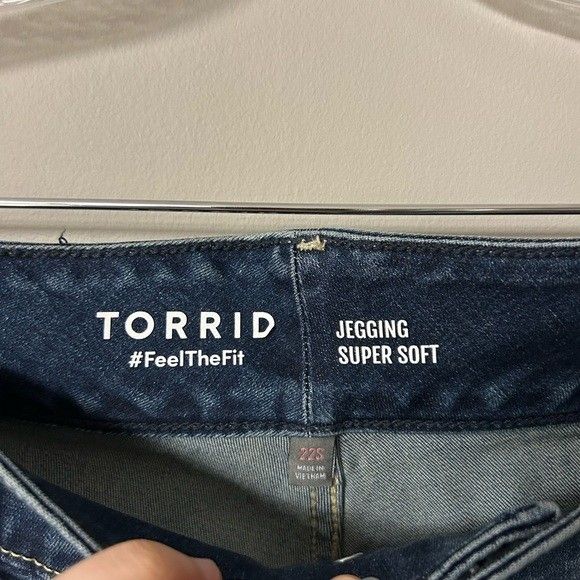 TORRID
#FeelTheFit
JEGGING
SUPER SOFT
22S
MADE IN
VIETNAM